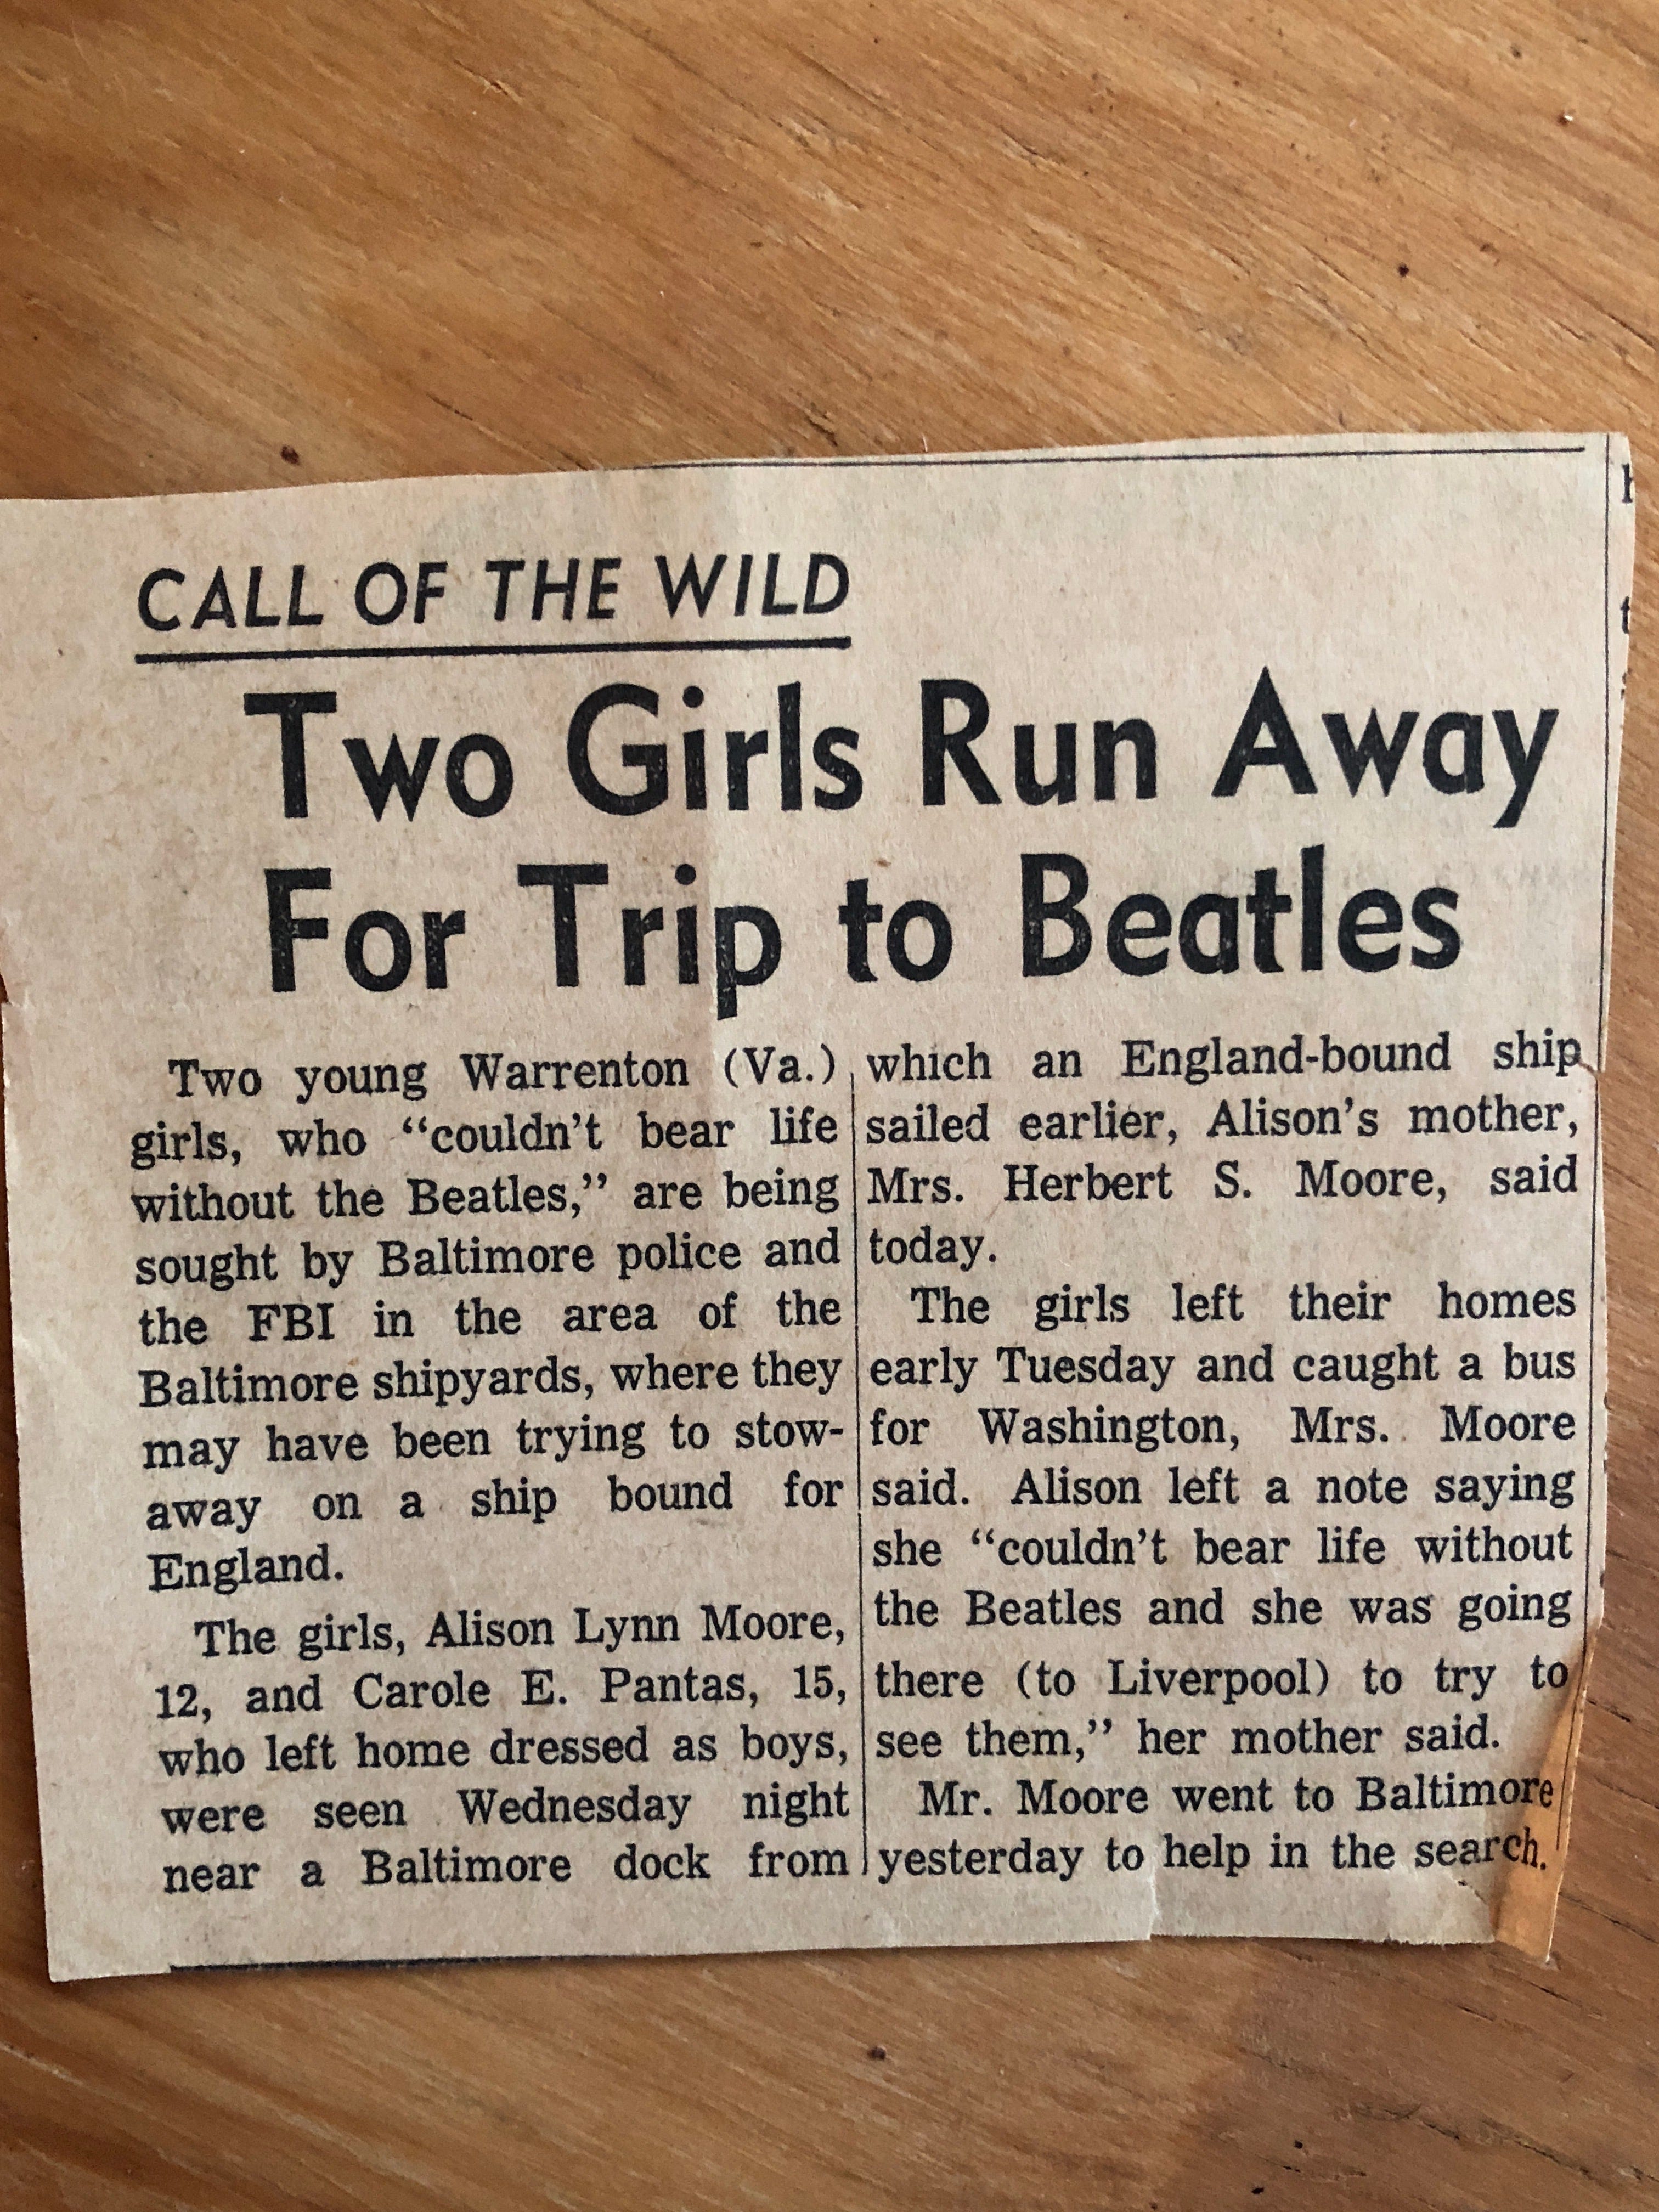 CALL OF THE WILD
Two Girls Run Away
For Trip to Beatles
Two young Warrenton (Va.)
girls, who “couldn’t bear life
without the Beatles,” are being
sought by Baltimore police and
the FBI in the area of the
Baltimore shipyards, where they
may have been trying to stow-
away on a ship bound for
England.
The girls, Alison Lynn Moore,
12, and Carole E. Pantas, 15,
who left home dressed as boys,
were seen Wednesday night
near a Baltimore dock from
which an England-bound ship
sailed earlier, Alison’s mother,
Mrs. Herbert S. Moore, said
today.
The girls left their homes
early Tuesday and caught a bus
for Washington, Mrs. Moore
said. Alison left a note saying
she “couldn’t bear life without
the Beatles and she was going
there (to Liverpool) to try to
see them,” her mother said.
Mr. Moore went to Baltimore
yesterday to help in the search.